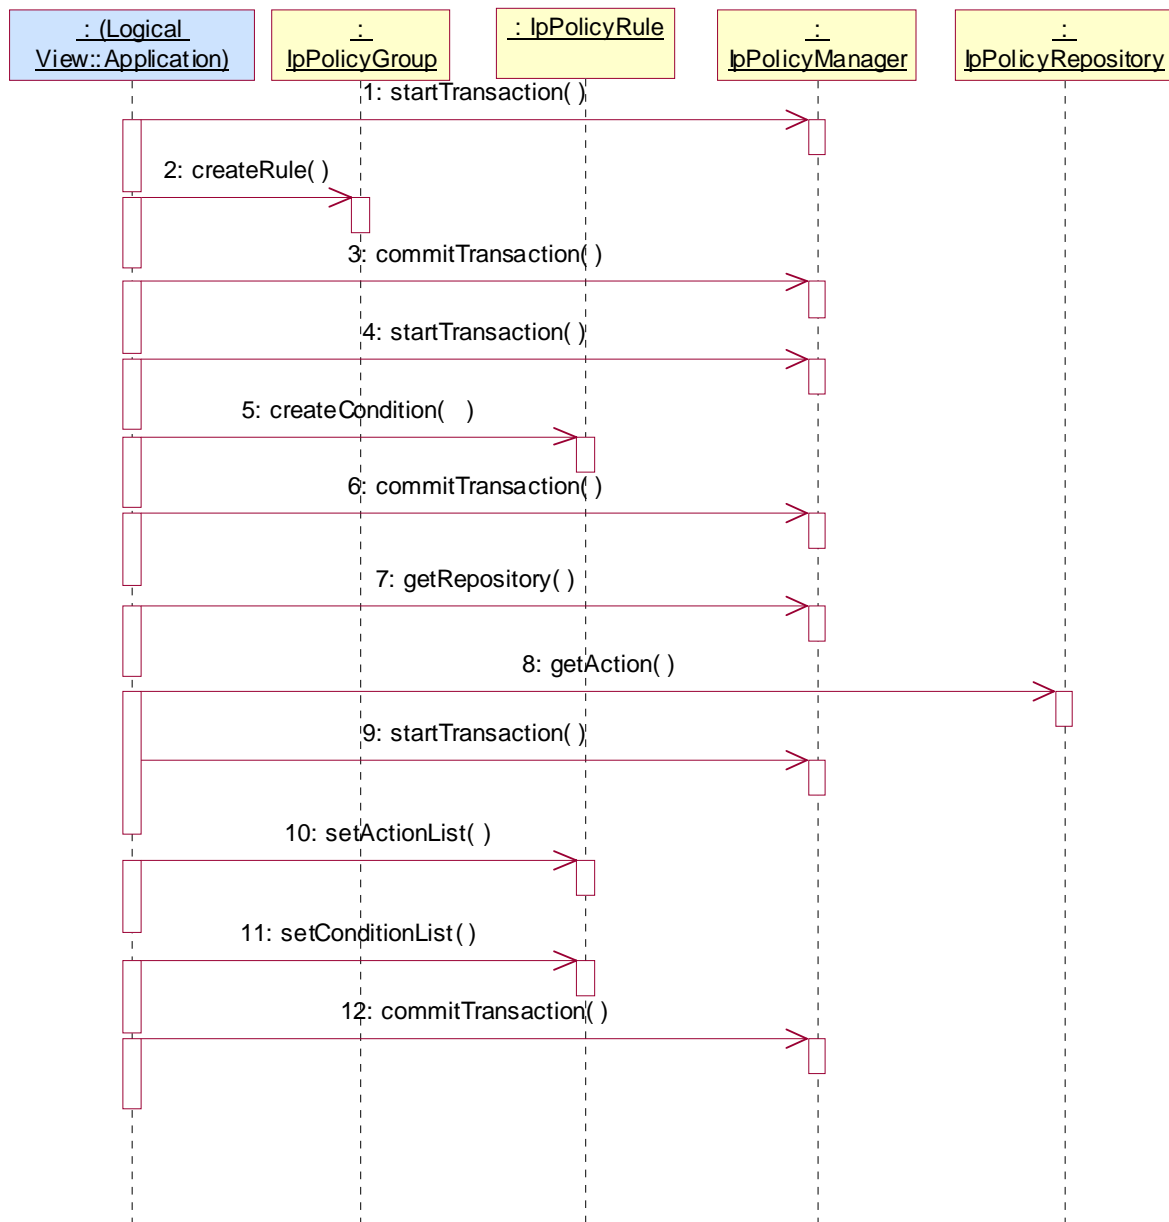 : (Logical
View::Application)
:
IpPolicyGroup
: IpPolicyRule
:
IpPolicyManager
:
IpPolicyRepository
1: startTransaction( )
2: createRule( )
3: commitTransaction( )
4: startTransaction( )
5: createCondition( )
6: commitTransaction( )
7: getRepository( )
8: getAction( )
9: startTransaction( )
10: setActionList( )
11: setConditionList( )
12: commitTransaction( )